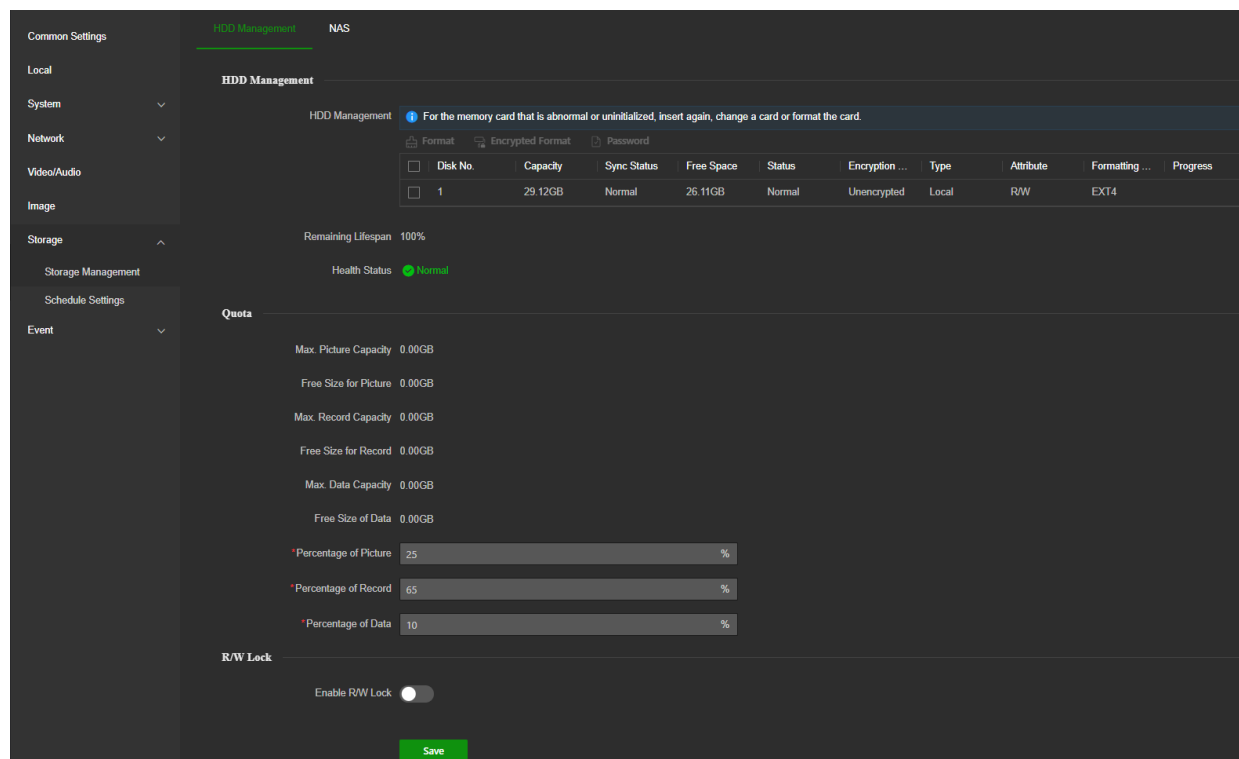 HDD Management NAS
Common Settings
Local
System
Network
Video/Audio
Image
Storage
Storage Management
Schedule Settings
Event
HDD Management
HDD Management For the memory card that is abnormal or uninitialized, insert again, change a card or format the card.
Format Encrypted Format Password
Disk No. Capacity Sync Status Free Space Status Encryption ... Type Attribute Formatting ... Progress
1 29.12GB Normal 26.11GB Normal Unencrypted Local R/W EXT4
Remaining Lifespan 100%
Health Status Normal
Quota
Max. Picture Capacity 0.00GB
Free Size for Picture 0.00GB
Max. Record Capacity 0.00GB
Free Size for Record 0.00GB
Max. Data Capacity 0.00GB
Free Size of Data 0.00GB
*Percentage of Picture 25 %
*Percentage of Record 65 %
*Percentage of Data 10 %
R/W Lock
Enable R/W Lock
Save